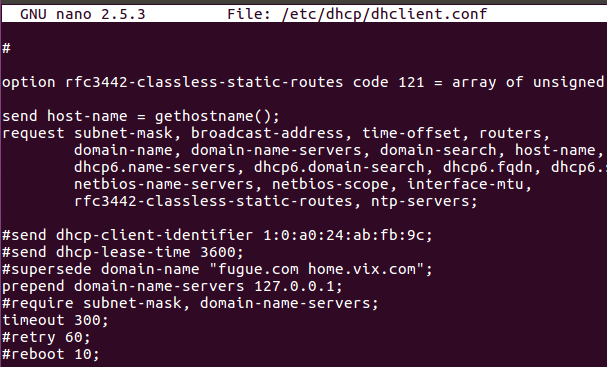 GNU nano 2.5.3 File: /etc/dhcp/dhclient.conf
#
option rfc3442-classless-static-routes code 121 = array of unsigned
send host-name = gethostname();
request subnet-mask, broadcast-address, time-offset, routers,
domain-name, domain-name-servers, domain-search, host-name,
dhcp6.name-servers, dhcp6.domain-search, dhcp6.fqdn, dhcp6.s
netbios-name-servers, netbios-scope, interface-mtu,
rfc3442-classless-static-routes, ntp-servers;
#send dhcp-client-identifier 1:0:a0:24:ab:fb:9c;
#send dhcp-lease-time 3600;
#supersede domain-name "fugue.com home.vix.com";
prepend domain-name-servers 127.0.0.1;
#require subnet-mask, domain-name-servers;
timeout 300;
#retry 60;
#reboot 10;